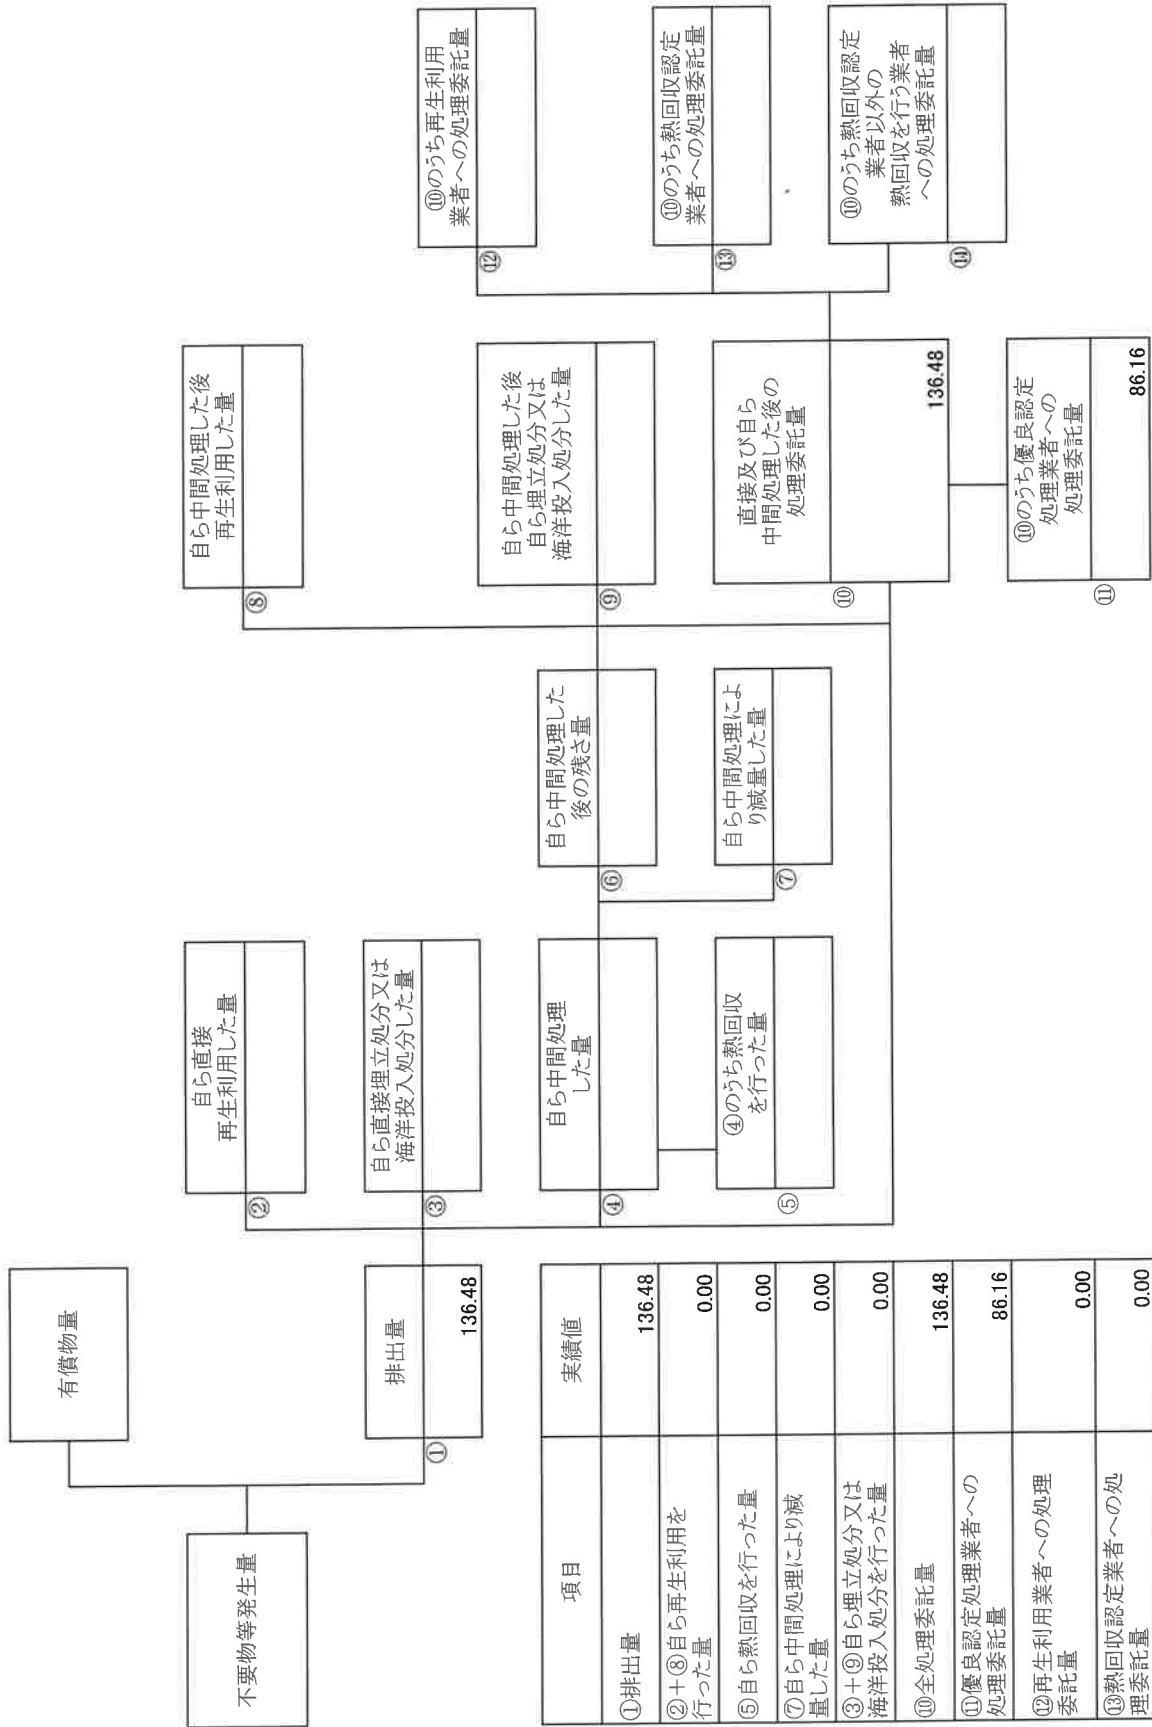 有償物量
不要物等発生量
排出量
①
136.48
自ら直接
再生利用した量
②
自ら直接埋立処分又は
海洋投入処分した量
③
自ら中間処理
した量
④
④のうち熱回収
を行った量
⑤
自ら中間処理した
後の残さ量
⑥
自ら中間処理によ
り減量した量
⑦
自ら中間処理した後
再生利用した量
⑧
自ら中間処理した後
自ら埋立処分又は
海洋投入処分した量
⑨
直接及び自ら
中間処理した後の
処理委託量
⑩
136.48
⑩のうち優良認定
処理業者への
処理委託量
⑪
86.16
⑩のうち再生利用
業者への処理委託量
⑫
⑩のうち熱回収認定
業者への処理委託量
⑬
⑩のうち熱回収認定
業者以外の
熱回収を行う業者
への処理委託量
⑭
項目 実績値
①排出量 136.48
②+⑧自ら再生利用を
行った量 0.00
⑤自ら熱回収を行った量 0.00
⑦自ら中間処理により減
量した量 0.00
③+⑨自ら埋立処分又は
海洋投入処分を行った量 0.00
⑩全処理委託量 136.48
⑪優良認定処理業者への
処理委託量 86.16
⑫再生利用業者への処理
委託量 0.00
⑬熱回収認定業者への処
理委託量 0.00